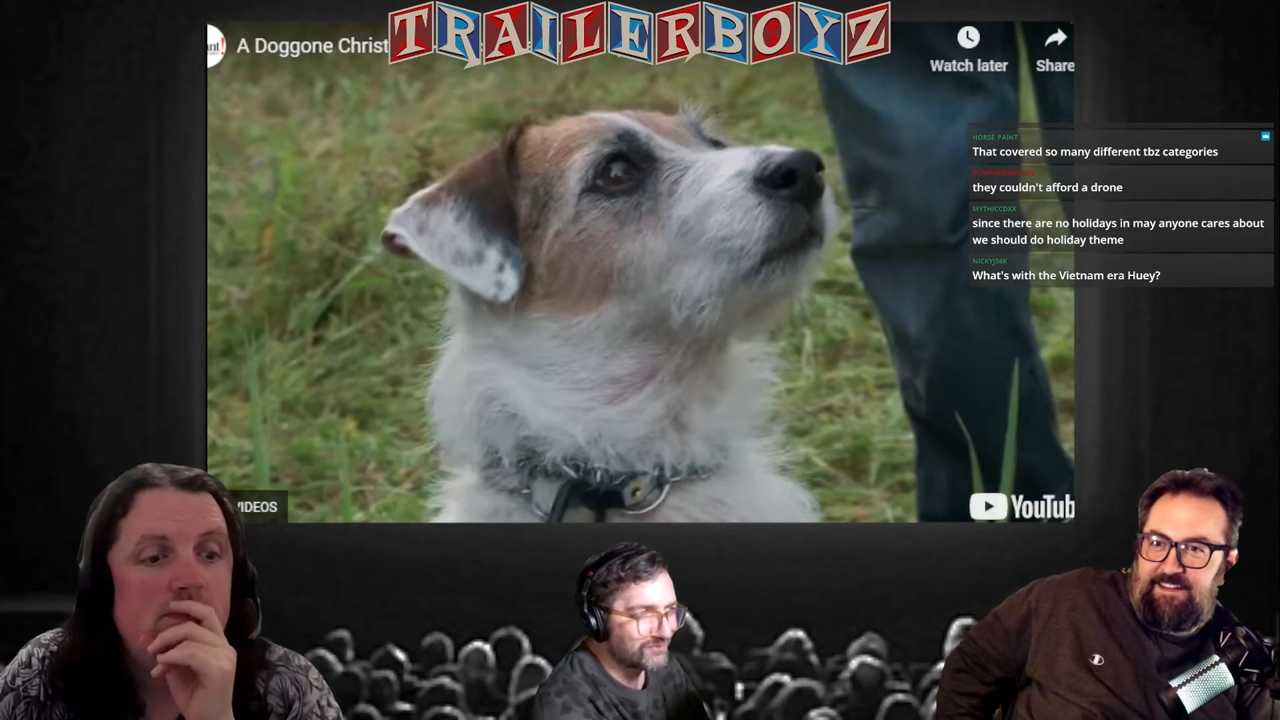 TRAILERBOYZ
A Doggone Christ
Watch later
Share
HORSE PAINT
That covered so many different tbz categories
they couldn't afford a drone
MYTHICCDXX
since there are no holidays in may anyone cares about
we should do holiday theme
NICKYJ56K
What's with the Vietnam era Huey?
VIDEOS
YouTub